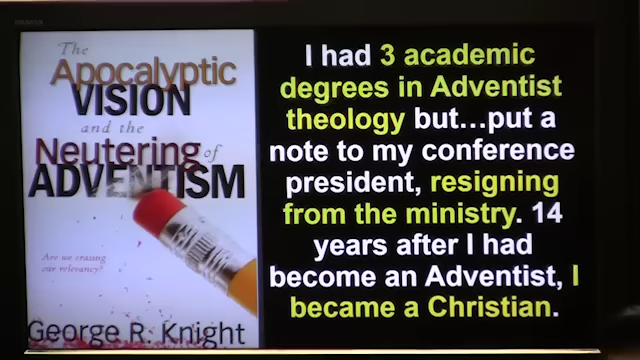 The
Apocalyptic
VISION
and the
Neutering of
ADVENTISM
Are we erasing
our relevancy?
George R. Knight
I had 3 academic
degrees in Adventist
theology but...put a
note to my conference
president, resigning
from the ministry. 14
years after I had
become an Adventist, I
became a Christian.